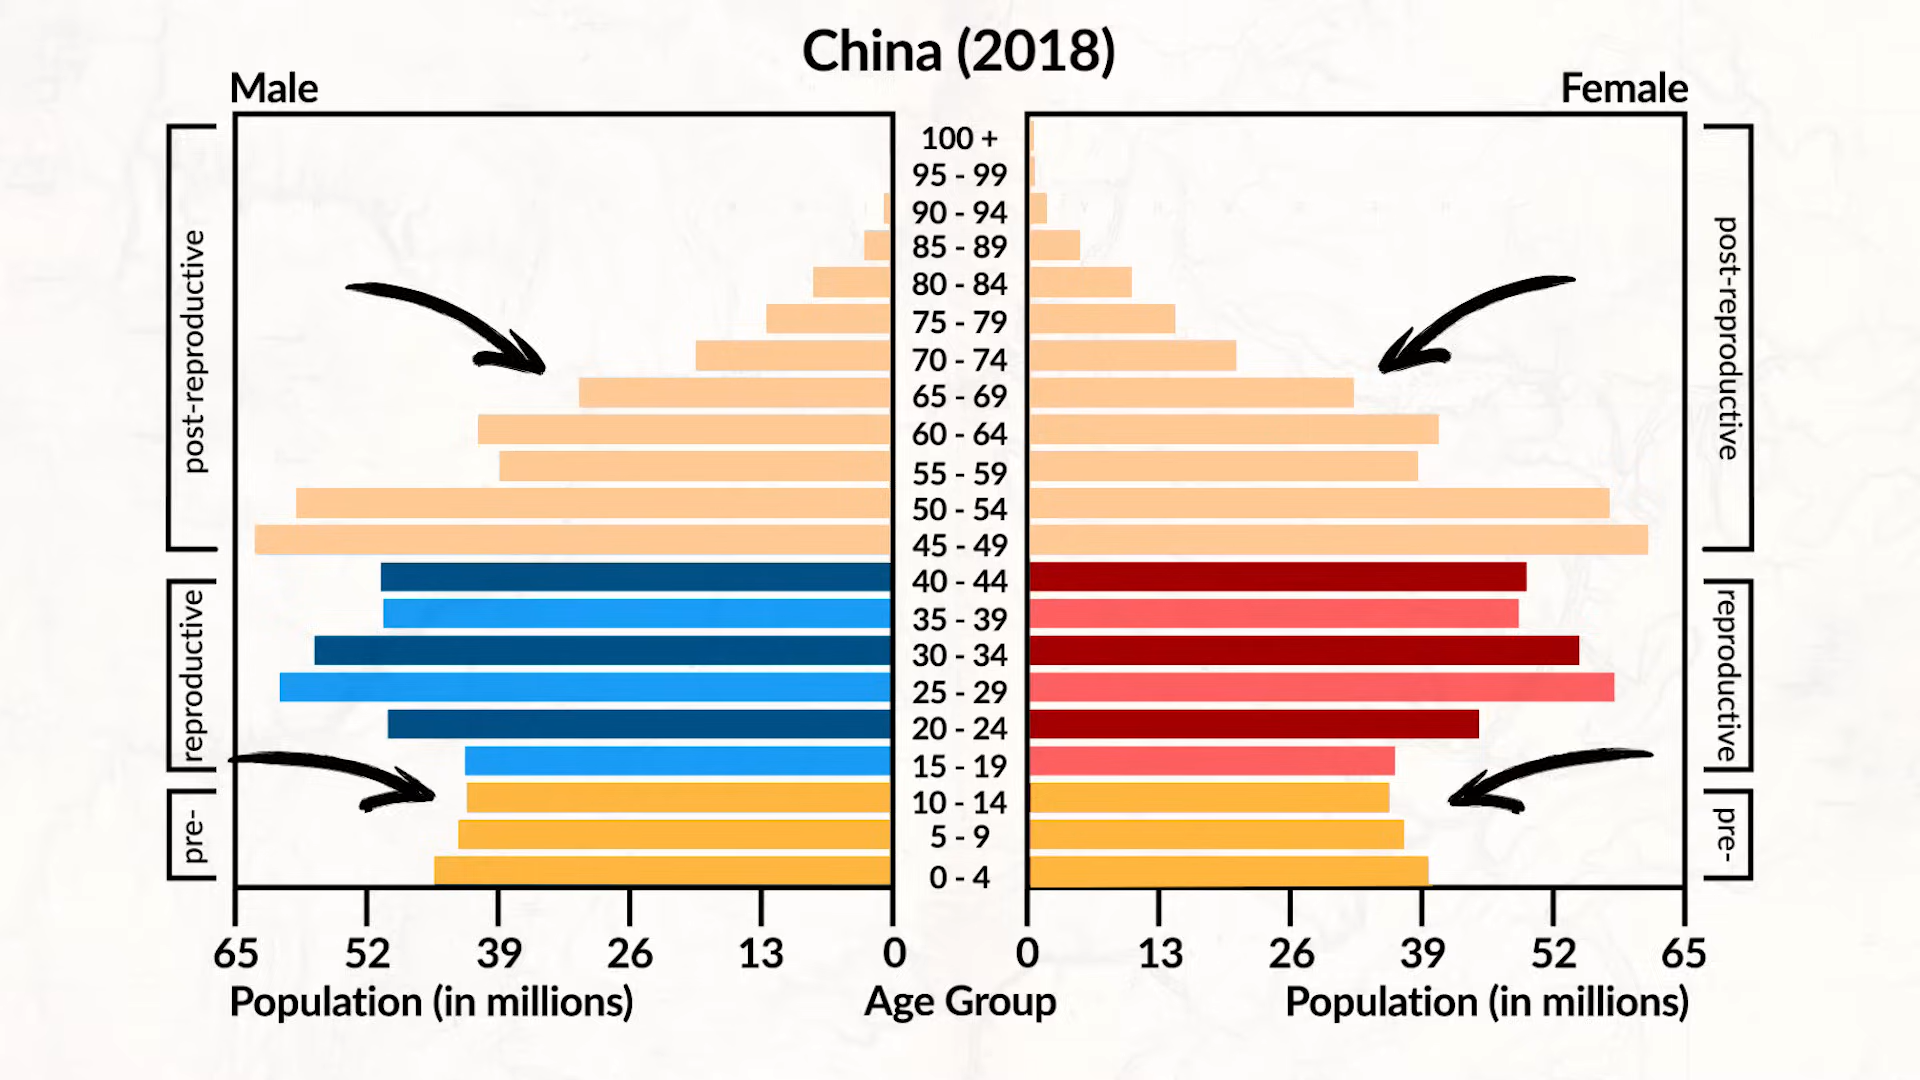 China (2018)
Male
Female
100 +
95 - 99
90 - 94
85 - 89
80 - 84
75 - 79
70 - 74
65 - 69
60 - 64
55 - 59
50 - 54
45 - 49
40 - 44
35 - 39
30 - 34
25 - 29
20 - 24
15 - 19
10 - 14
5 - 9
0 - 4
post-reproductive
reproductive
pre-
post-reproductive
reproductive
pre-
65 52 39 26 13 0
0 13 26 39 52 65
Population (in millions)
Age Group
Population (in millions)